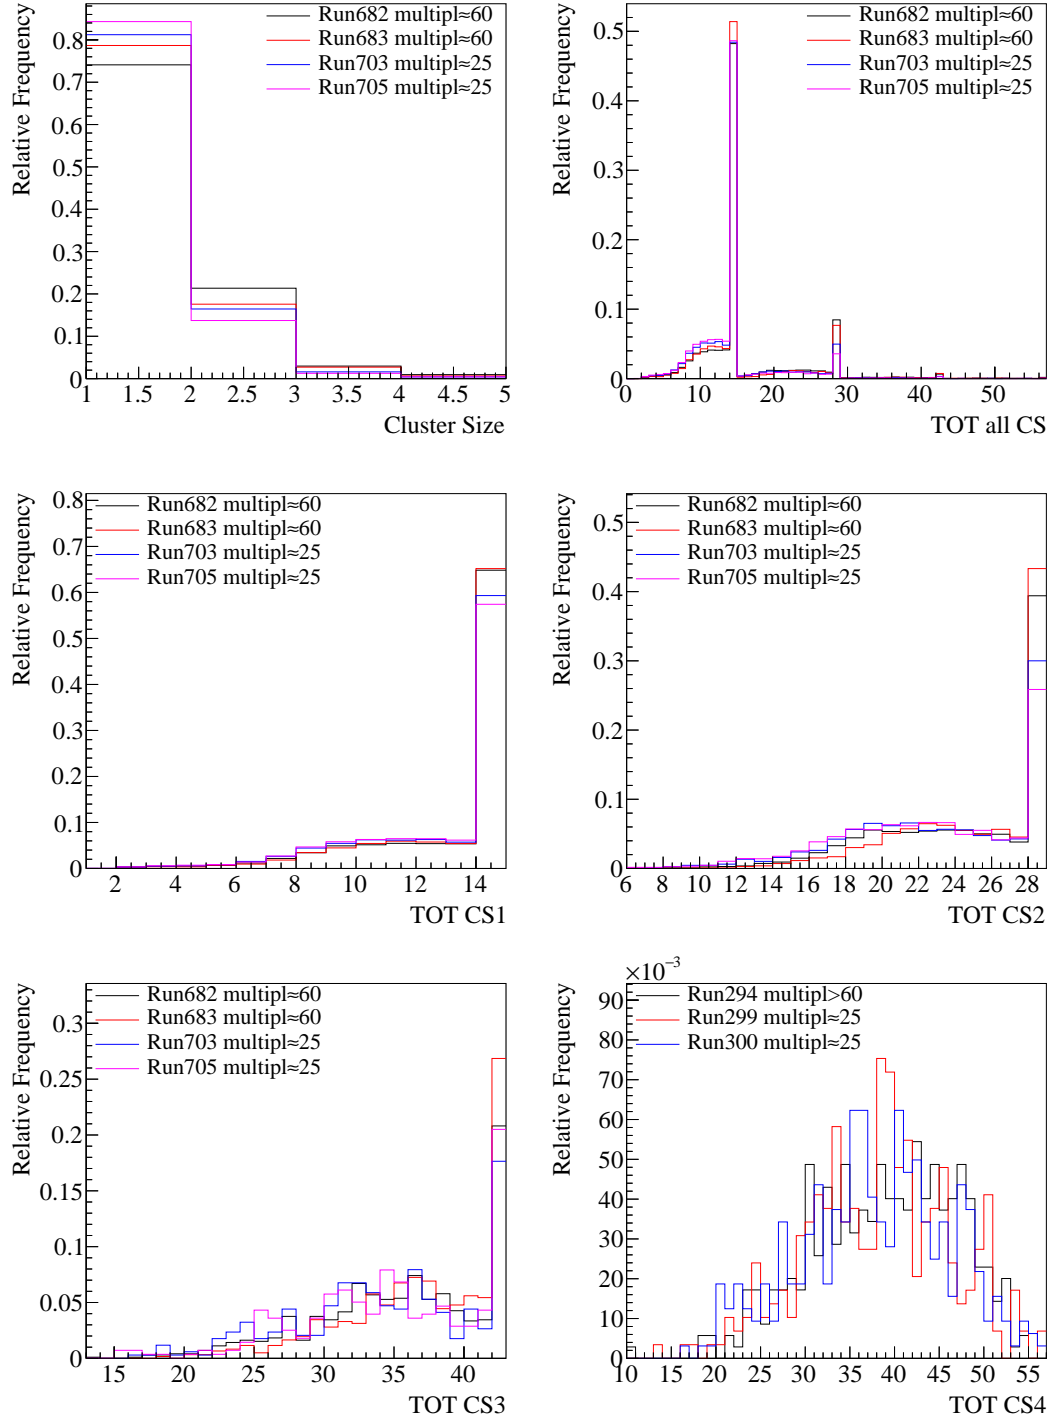 Relative Frequency
Run682 multipl≈60
Run683 multipl≈60
Run703 multipl≈25
Run705 multipl≈25
0.8
0.7
0.6
0.5
0.4
0.3
0.2
0.1
0
1 1.5 2 2.5 3 3.5 4 4.5 5
Cluster Size
Relative Frequency
Run682 multipl≈60
Run683 multipl≈60
Run703 multipl≈25
Run705 multipl≈25
0.5
0.4
0.3
0.2
0.1
0
0 10 20 30 40 50
TOT all CS
Relative Frequency
Run682 multipl≈60
Run683 multipl≈60
Run703 multipl≈25
Run705 multipl≈25
0.8
0.7
0.6
0.5
0.4
0.3
0.2
0.1
0
2 4 6 8 10 12 14
TOT CS1
Relative Frequency
Run682 multipl≈60
Run683 multipl≈60
Run703 multipl≈25
Run705 multipl≈25
0.5
0.4
0.3
0.2
0.1
0
6 8 10 12 14 16 18 20 22 24 26 28
TOT CS2
Relative Frequency
Run682 multipl≈60
Run683 multipl≈60
Run703 multipl≈25
Run705 multipl≈25
0.3
0.25
0.2
0.15
0.1
0.05
0
15 20 25 30 35 40
TOT CS3
×10⁻³
Relative Frequency
Run294 multipl>60
Run299 multipl≈25
Run300 multipl≈25
90
80
70
60
50
40
30
20
10
0
10 15 20 25 30 35 40 45 50 55
TOT CS4